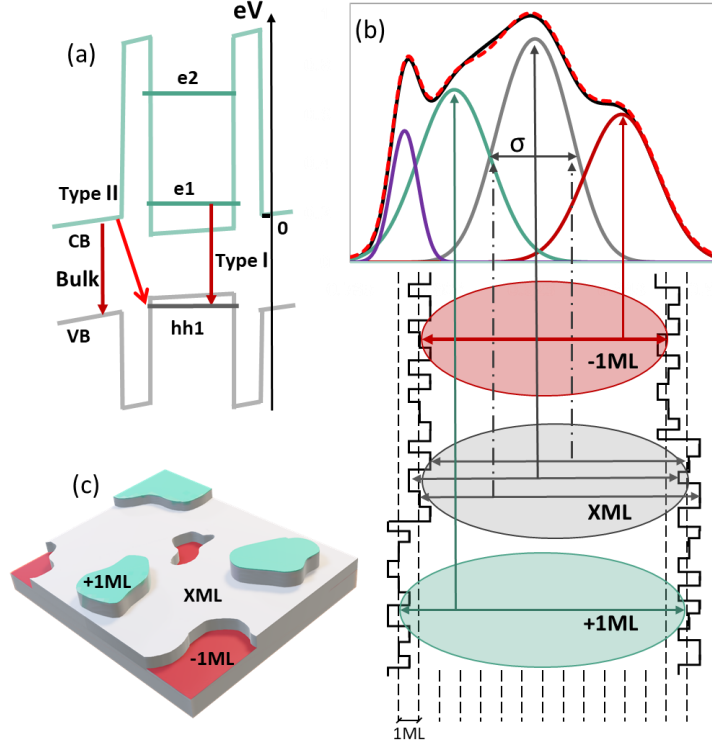 (a)
eV
e2
e1
Type II
0
CB
Bulk
Type I
VB
hh1
(b)
σ
-1ML
XML
+1ML
1ML
(c)
+1ML
XML
-1ML